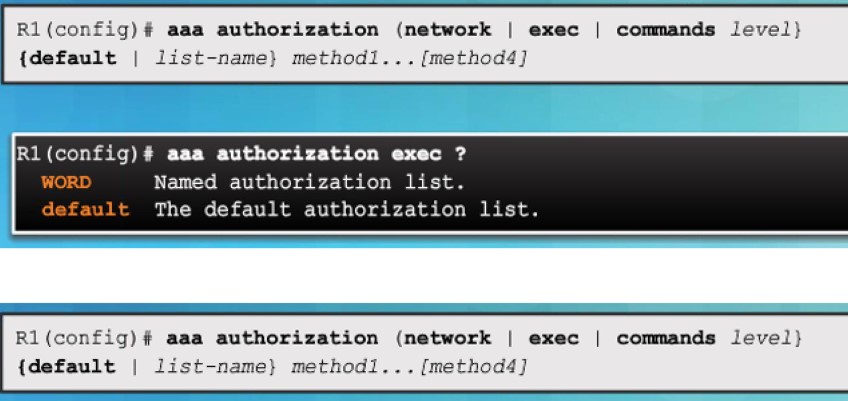 R1(config)# aaa authorization (network | exec | commands level}
{default | list-name} method1...[method4]
R1(config)# aaa authorization exec ?
WORD Named authorization list.
default The default authorization list.
R1(config)# aaa authorization (network | exec | commands level}
{default | list-name} method1...[method4]